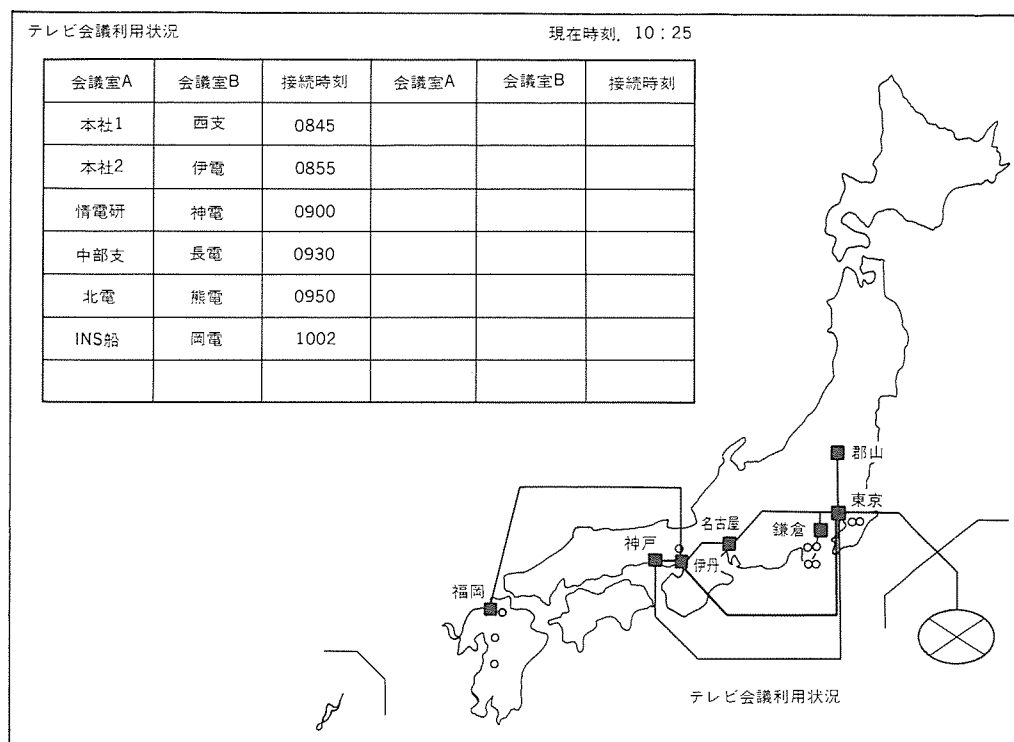 テレビ会議利用状況 現在時刻. 10:25
会議室A 会議室B 接続時刻 会議室A 会議室B 接続時刻
本社1 西支 0845
本社2 伊電 0855
情電研 神電 0900
中部支 長電 0930
北電 熊電 0950
INS船 岡電 1002
郡山
東京
名古屋 鎌倉
神戸
伊丹
福岡
テレビ会議利用状況